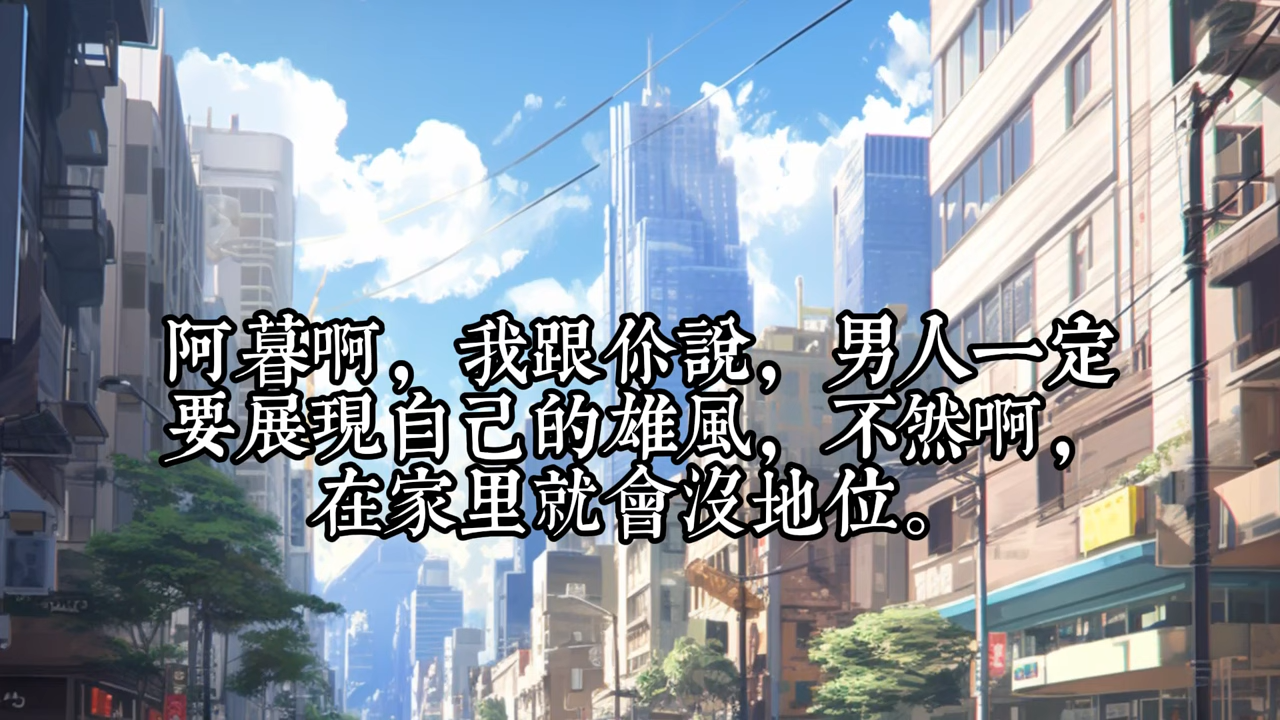 阿暮啊，我跟你說，男人一定
要展現自己的雄風，不然啊，
在家里就會沒地位。